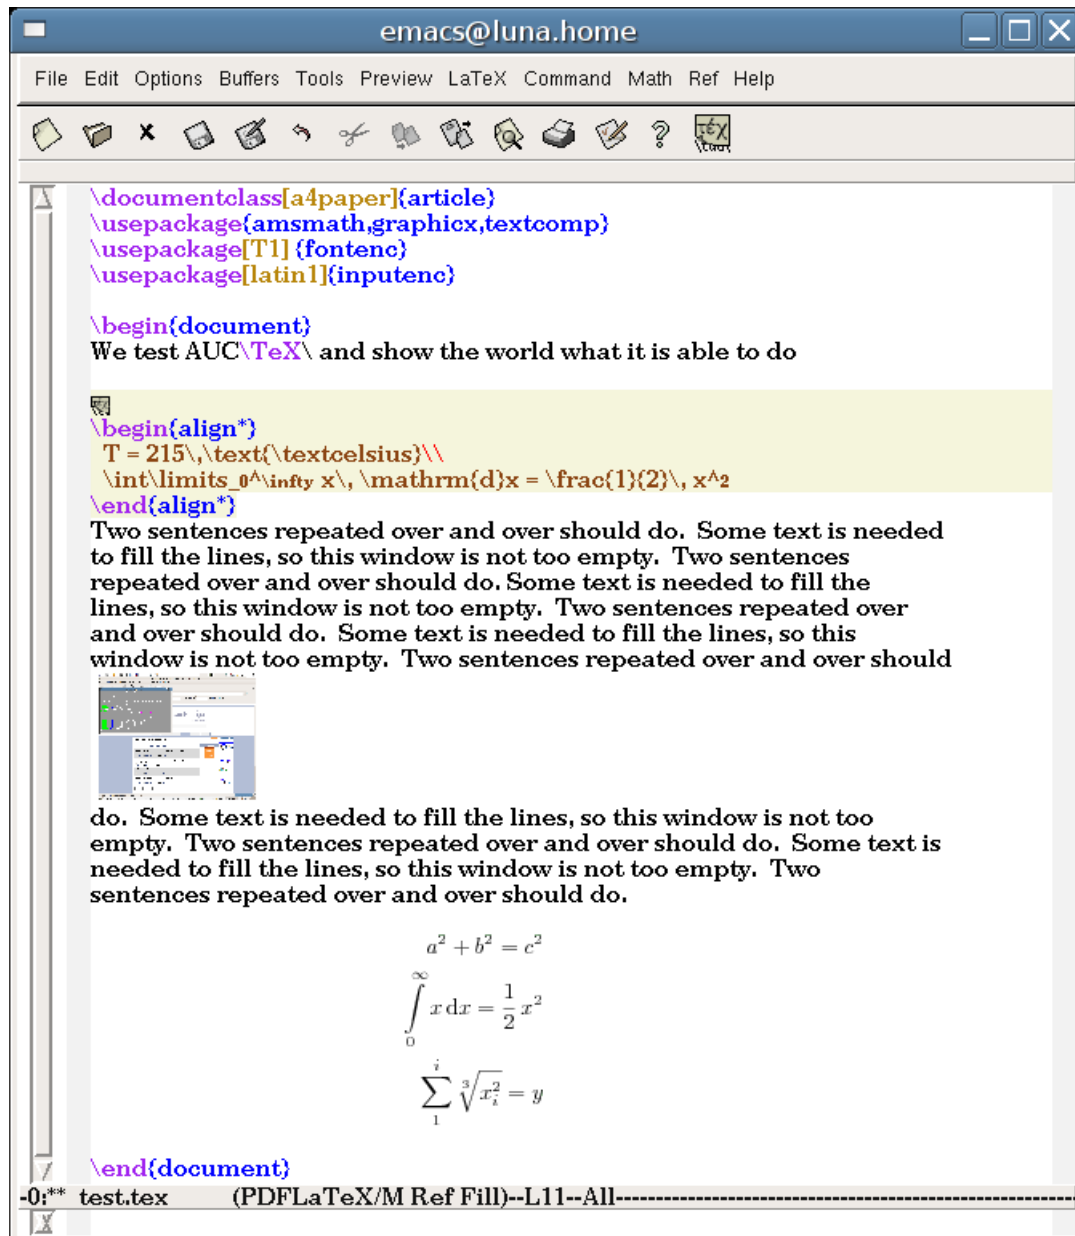 emacs@luna.home
File Edit Options Buffers Tools Preview LaTeX Command Math Ref Help
τέχ
\documentclass[a4paper]{article}
\usepackage{amsmath,graphicx,textcomp}
\usepackage[T1]{fontenc}
\usepackage[latin1]{inputenc}
\begin{document}
We test AUC\TeX\ and show the world what it is able to do
\begin{align*}
T = 215\,\text{\textcelsius}\\
\int\limits_0^\infty x\, \mathrm{d}x = \frac{1}{2}\, x^2
\end{align*}
Two sentences repeated over and over should do.  Some text is needed
to fill the lines, so this window is not too empty.  Two sentences
repeated over and over should do. Some text is needed to fill the
lines, so this window is not too empty.  Two sentences repeated over
and over should do.  Some text is needed to fill the lines, so this
window is not too empty.  Two sentences repeated over and over should
do.  Some text is needed to fill the lines, so this window is not too
empty.  Two sentences repeated over and over should do.  Some text is
needed to fill the lines, so this window is not too empty.  Two
sentences repeated over and over should do.
a² + b² = c²
∫₀^∞ x dx = 1/2 x²
∑₁^i ∛(x_i²) = y
\end{document}
-0:** test.tex (PDFLaTeX/M Ref Fill)--L11--All----------------------------------------